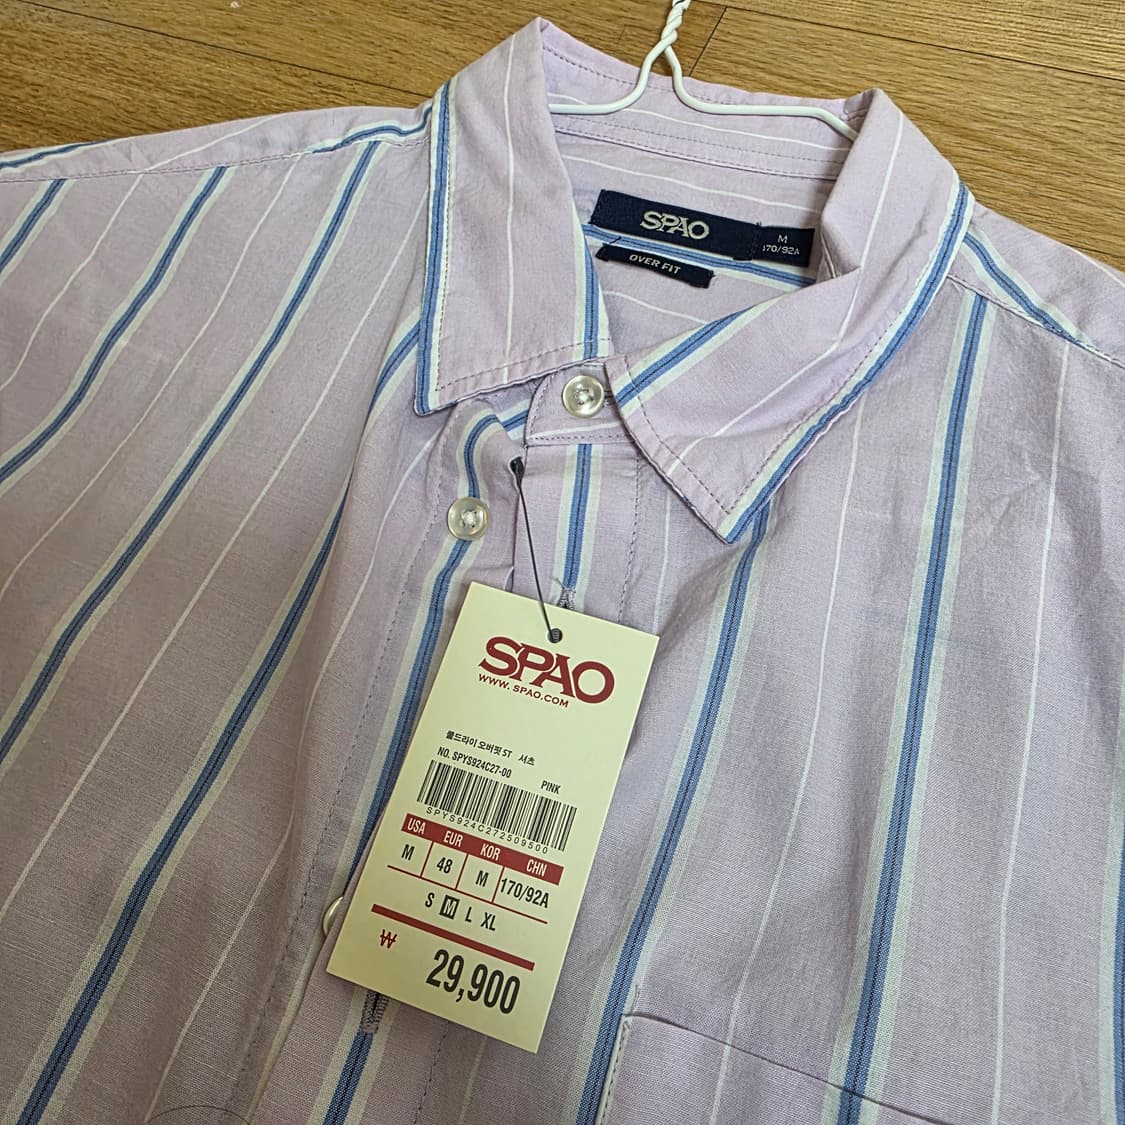 SPAO
M
170/92A
OVER FIT
SPAO
WWW.SPAO.COM
쿨드라이 오버핏 ST 셔츠
NO. SPYS924C27-00
PINK
SPYS924C272509500
USA EUR KOR CHN
M 48 M 170/92A
S M L XL
₩
29,900